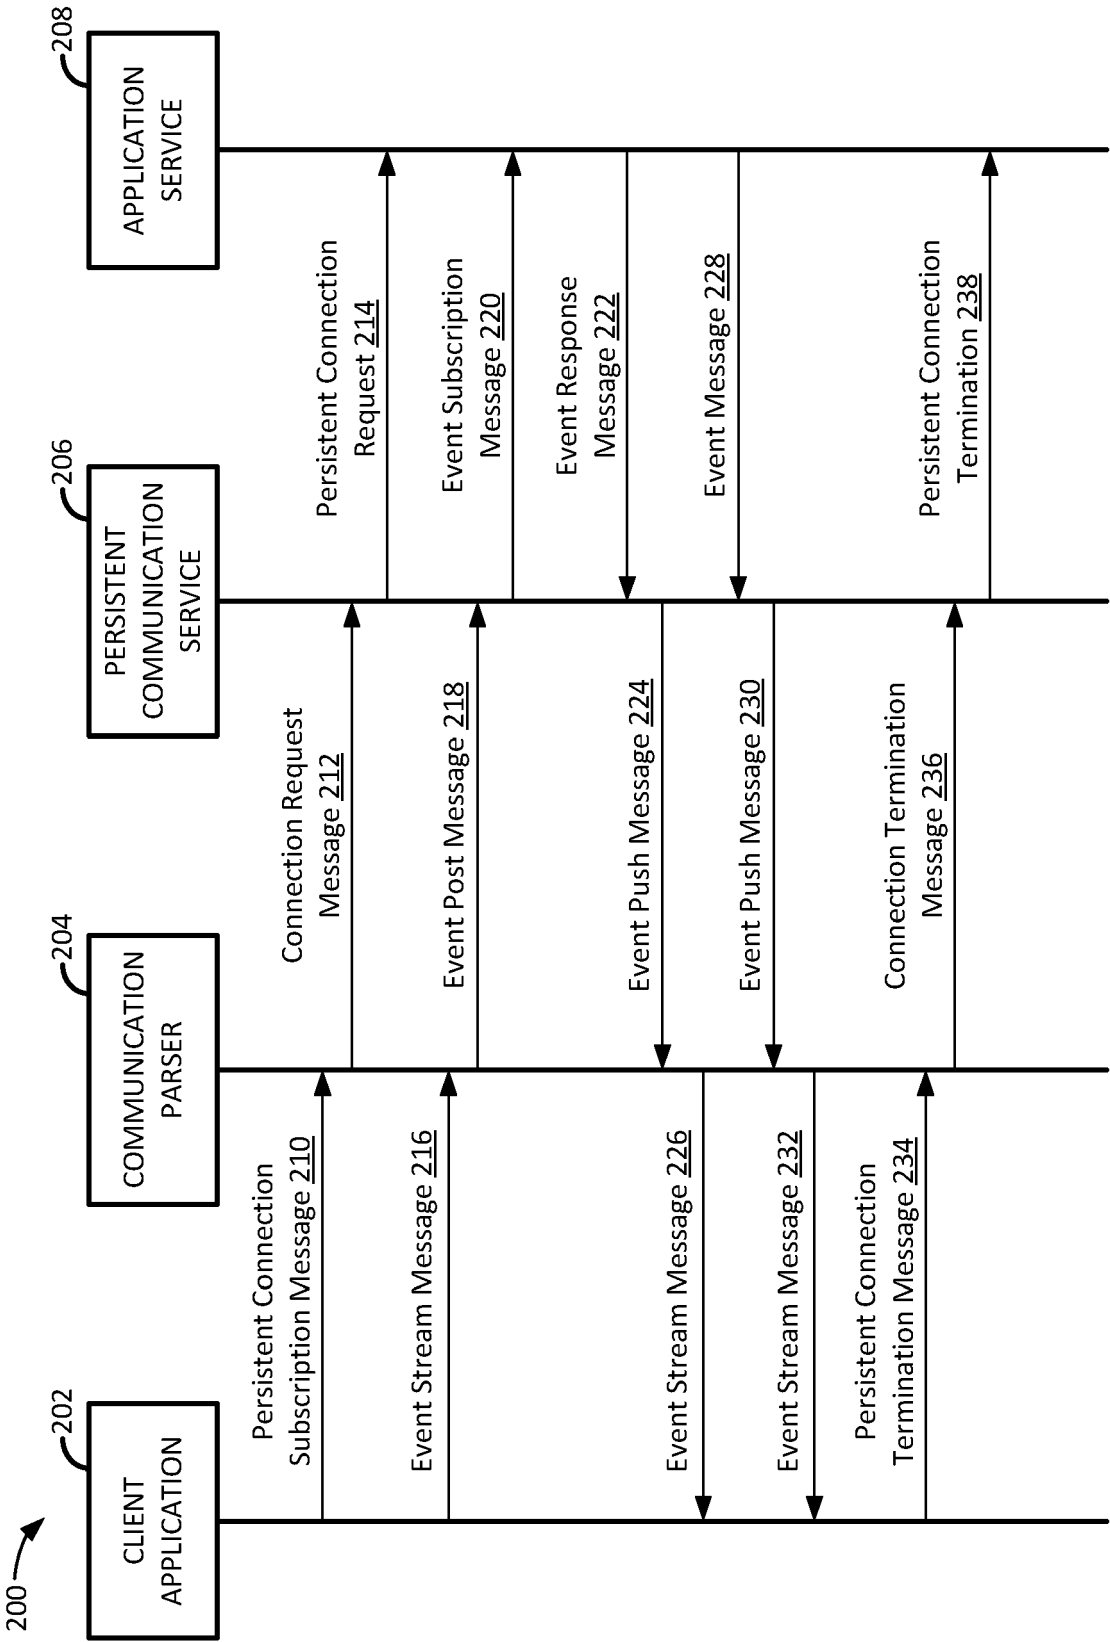 200
202
CLIENT
APPLICATION
204
COMMUNICATION
PARSER
206
PERSISTENT
COMMUNICATION
SERVICE
208
APPLICATION
SERVICE
Persistent Connection
Subscription Message 210
Connection Request
Message 212
Persistent Connection
Request 214
Event Stream Message 216
Event Post Message 218
Event Subscription
Message 220
Event Response
Message 222
Event Push Message 224
Event Stream Message 226
Event Message 228
Event Push Message 230
Event Stream Message 232
Persistent Connection
Termination Message 234
Connection Termination
Message 236
Persistent Connection
Termination 238